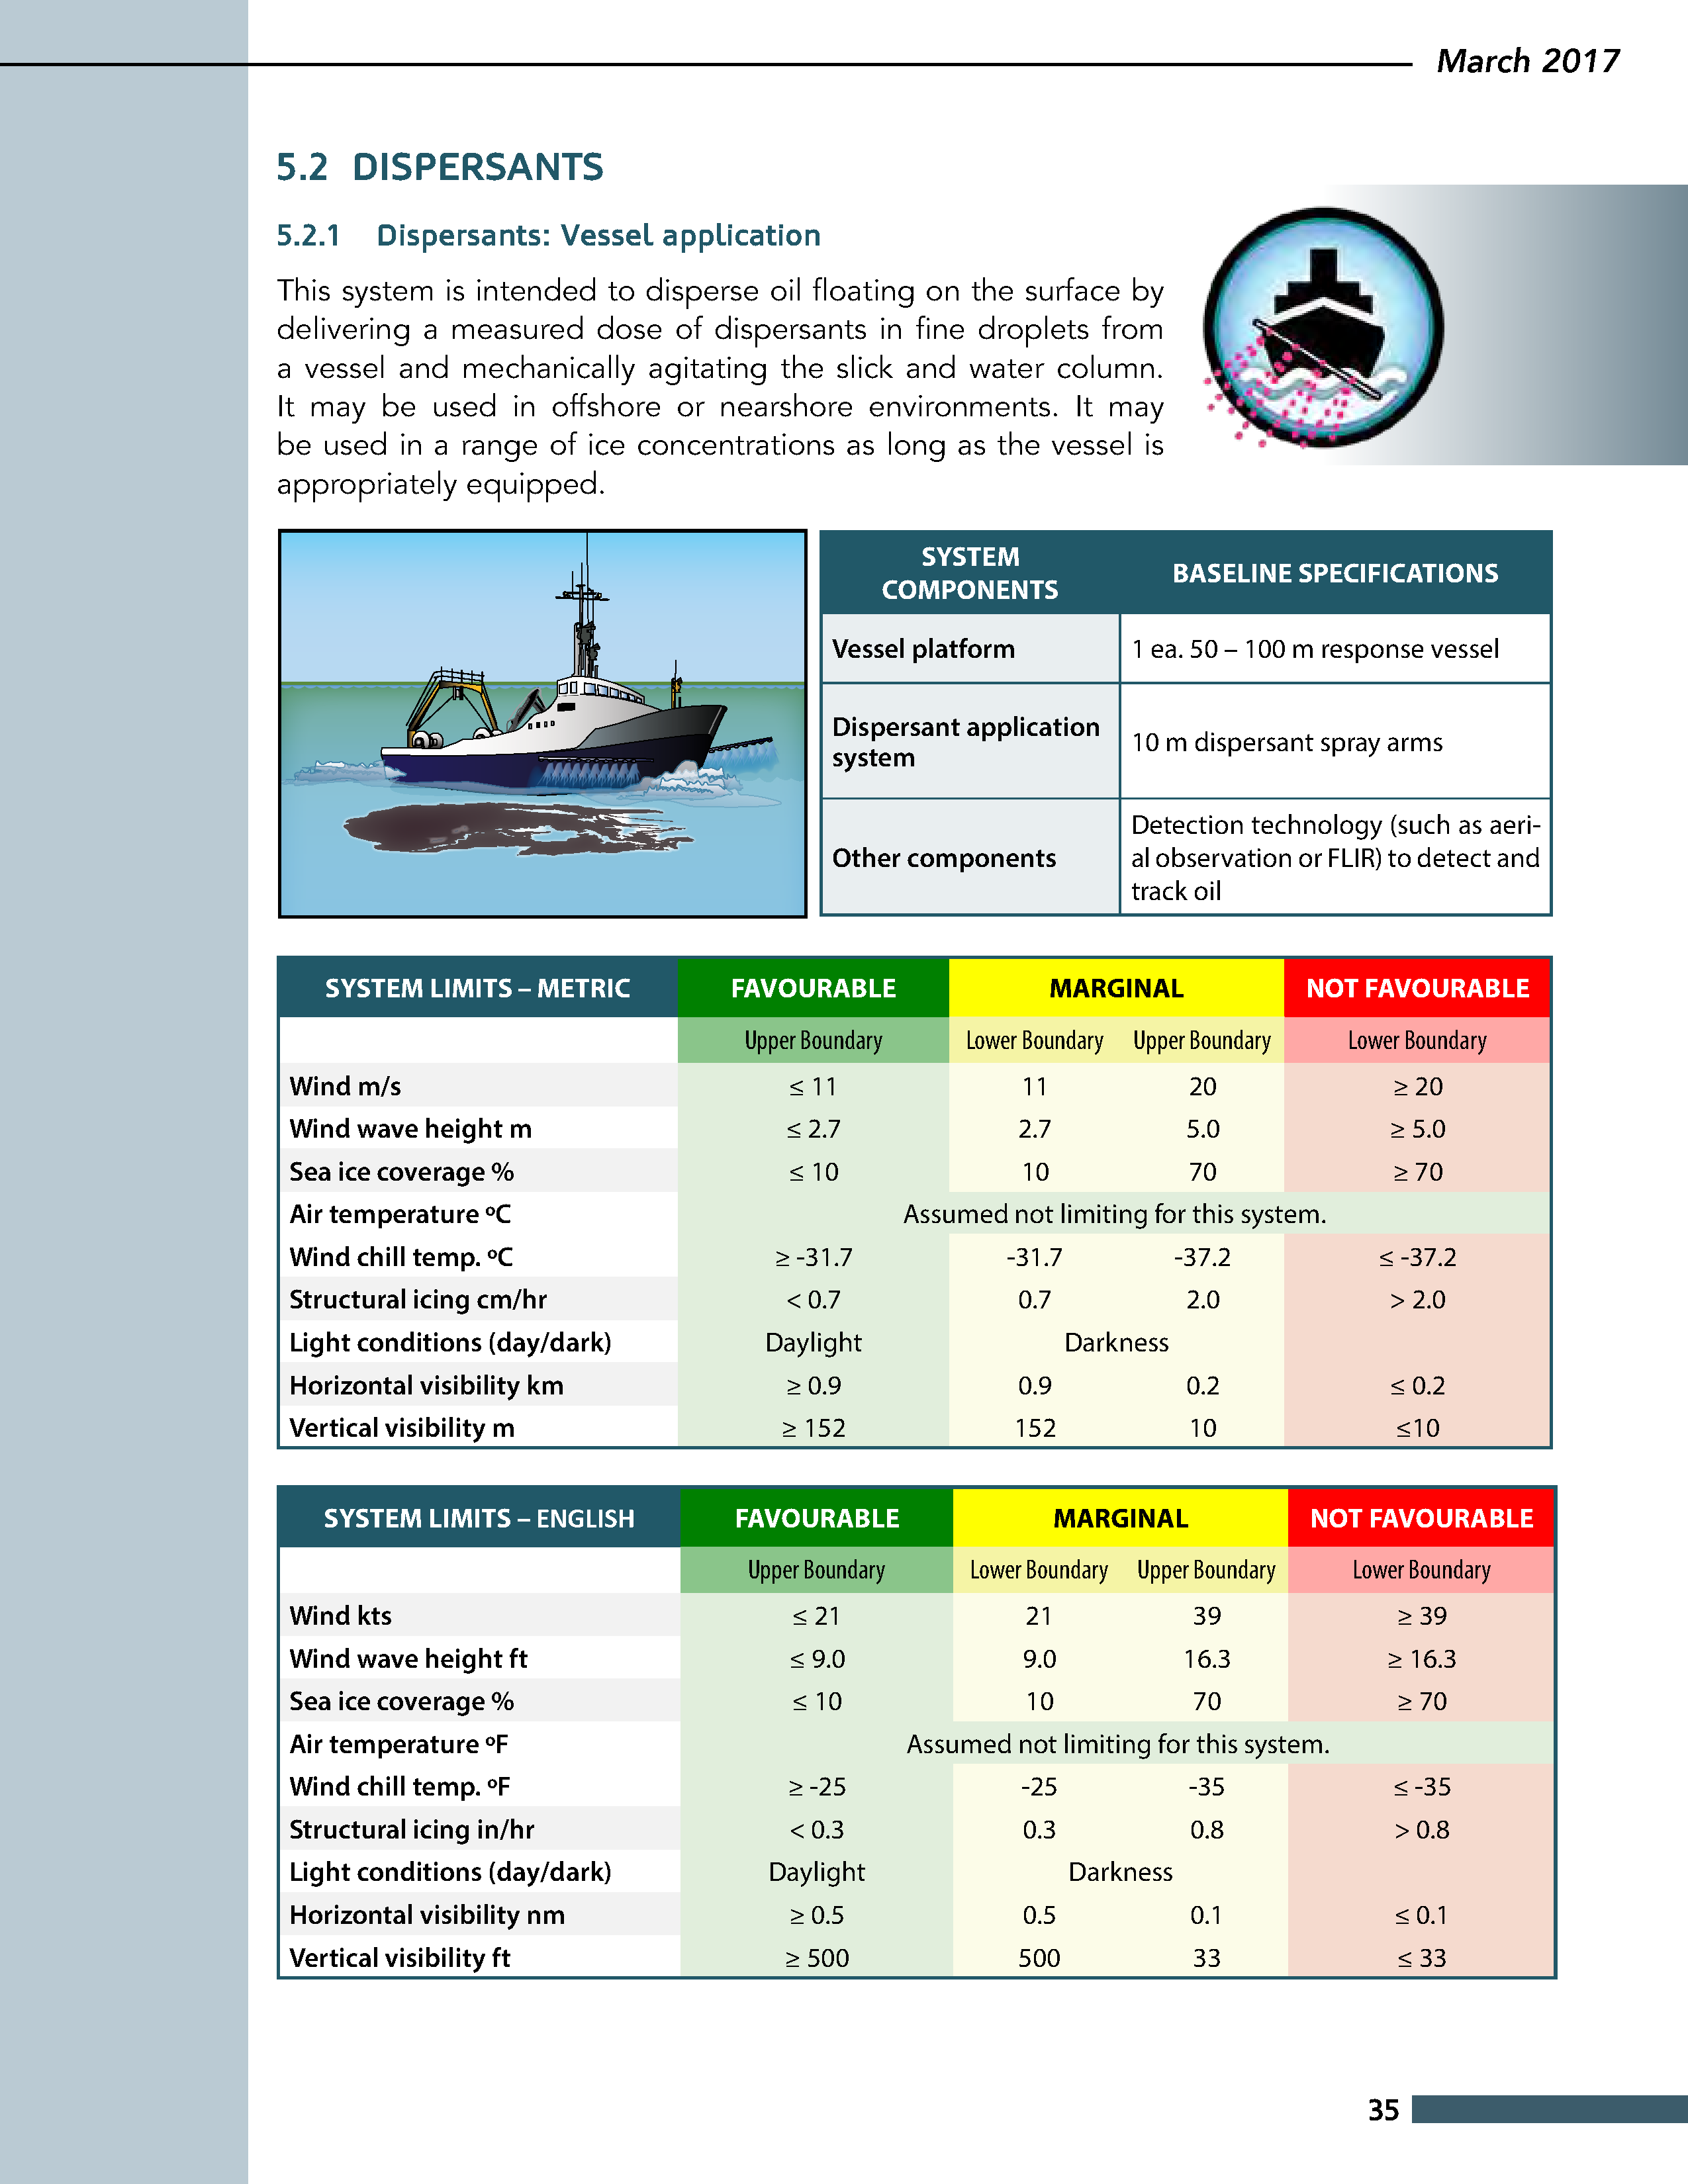 March 2017
5.2 DISPERSANTS
5.2.1 Dispersants: Vessel application
This system is intended to disperse oil floating on the surface by
delivering a measured dose of dispersants in fine droplets from
a vessel and mechanically agitating the slick and water column.
It may be used in offshore or nearshore environments. It may
be used in a range of ice concentrations as long as the vessel is
appropriately equipped.
SYSTEM
COMPONENTS
BASELINE SPECIFICATIONS
Vessel platform
1 ea. 50 – 100 m response vessel
Dispersant application
system
10 m dispersant spray arms
Other components
Detection technology (such as aeri-
al observation or FLIR) to detect and
track oil
SYSTEM LIMITS – METRIC FAVOURABLE MARGINAL NOT FAVOURABLE
Upper Boundary Lower Boundary Upper Boundary Lower Boundary
Wind m/s ≤ 11 11 20 ≥ 20
Wind wave height m ≤ 2.7 2.7 5.0 ≥ 5.0
Sea ice coverage % ≤ 10 10 70 ≥ 70
Air temperature ºC Assumed not limiting for this system.
Wind chill temp. ºC ≥ -31.7 -31.7 -37.2 ≤ -37.2
Structural icing cm/hr < 0.7 0.7 2.0 > 2.0
Light conditions (day/dark) Daylight Darkness
Horizontal visibility km ≥ 0.9 0.9 0.2 ≤ 0.2
Vertical visibility m ≥ 152 152 10 ≤10
SYSTEM LIMITS – ENGLISH FAVOURABLE MARGINAL NOT FAVOURABLE
Upper Boundary Lower Boundary Upper Boundary Lower Boundary
Wind kts ≤ 21 21 39 ≥ 39
Wind wave height ft ≤ 9.0 9.0 16.3 ≥ 16.3
Sea ice coverage % ≤ 10 10 70 ≥ 70
Air temperature ºF Assumed not limiting for this system.
Wind chill temp. ºF ≥ -25 -25 -35 ≤ -35
Structural icing in/hr < 0.3 0.3 0.8 > 0.8
Light conditions (day/dark) Daylight Darkness
Horizontal visibility nm ≥ 0.5 0.5 0.1 ≤ 0.1
Vertical visibility ft ≥ 500 500 33 ≤ 33
35